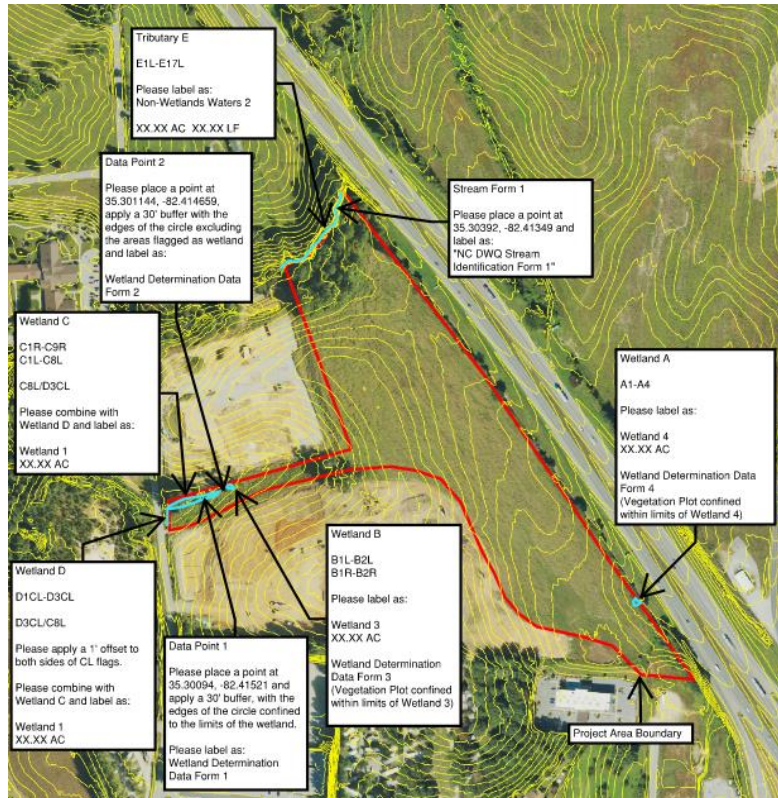 Tributary E
E1L-E17L
Please label as:
Non-Wetlands Waters 2
XX.XX AC  XX.XX LF
Data Point 2
Please place a point at
35.301144, -82.414659,
apply a 30' buffer with the
edges of the circle excluding
the areas flagged as wetland
and label as:
Wetland Determination Data
Form 2
Stream Form 1
Please place a point at
35.30392, -82.41349 and
label as:
"NC DWQ Stream
Identification Form 1"
Wetland C
C1R-C9R
C1L-C8L
C8L/D3CL
Please combine with
Wetland D and label as:
Wetland 1
XX.XX AC
Wetland A
A1-A4
Please label as:
Wetland 4
XX.XX AC
Wetland Determination Data
Form 4
(Vegetation Plot confined
within limits of Wetland 4)
Wetland D
D1CL-D3CL
D3CL/C8L
Please apply a 1' offset to
both sides of CL flags.
Please combine with
Wetland C and label as:
Wetland 1
XX.XX AC
Data Point 1
Please place a point at
35.30094, -82.41521 and
apply a 30' buffer, with the
edges of the circle confined
to the limits of the wetland.
Please label as:
Wetland Determination
Data Form 1
Wetland B
B1L-B2L
B1R-B2R
Please label as:
Wetland 3
XX.XX AC
Wetland Determination
Data Form 3
(Vegetation Plot confined
within limits of Wetland 3)
Project Area Boundary